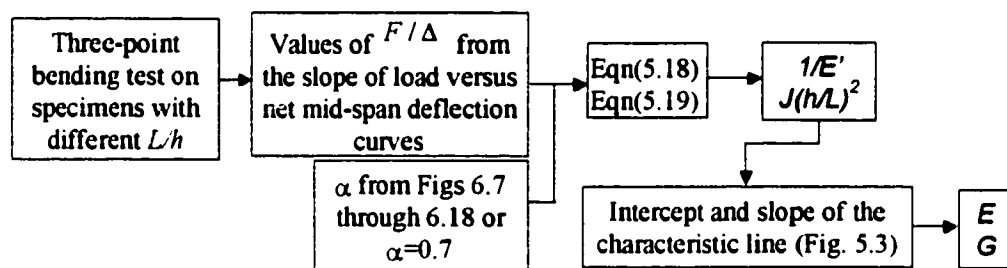 Three-point
bending test on
specimens with
different L/h
Values of F / Δ from
the slope of load versus
net mid-span deflection
curves
α from Figs 6.7
through 6.18 or
α=0.7
Eqn(5.18)
Eqn(5.19)
1/E'
J(h/L)²
Intercept and slope of the
characteristic line (Fig. 5.3)
E
G